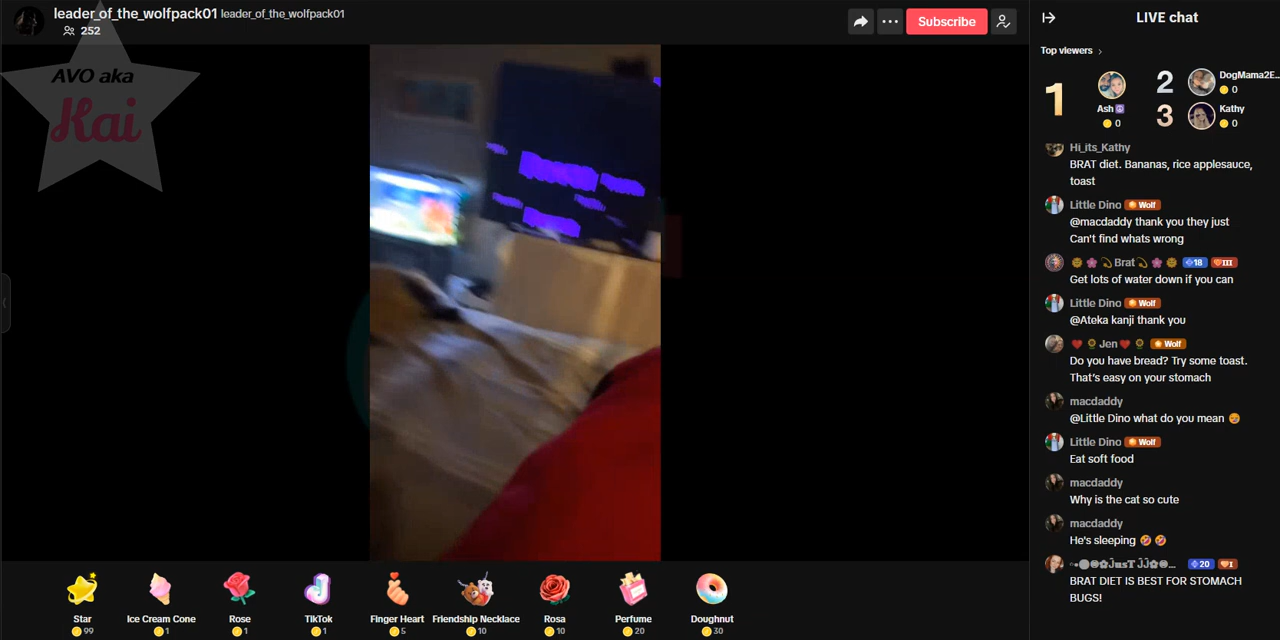 leader_of_the_wolfpack01 leader_of_the_wolfpack01
252
Subscribe
AVO aka
Kai
LIVE chat
Top viewers
1
Ash
0
2
DogMama2E...
0
3
Kathy
0
Hi_its_Kathy
BRAT diet. Bananas, rice applesauce,
toast
Little Dino Wolf
@macdaddy thank you they just
Can't find whats wrong
Brat 18 III
Get lots of water down if you can
Little Dino Wolf
@Ateka kanji thank you
Jen Wolf
Do you have bread? Try some toast.
That's easy on your stomach
macdaddy
@Little Dino what do you mean
Little Dino Wolf
Eat soft food
macdaddy
Why is the cat so cute
macdaddy
He's sleeping
JusT JJ ... 20 I
BRAT DIET IS BEST FOR STOMACH
BUGS!
Star
99
Ice Cream Cone
1
Rose
1
TikTok
1
Finger Heart
5
Friendship Necklace
10
Rosa
10
Perfume
20
Doughnut
30